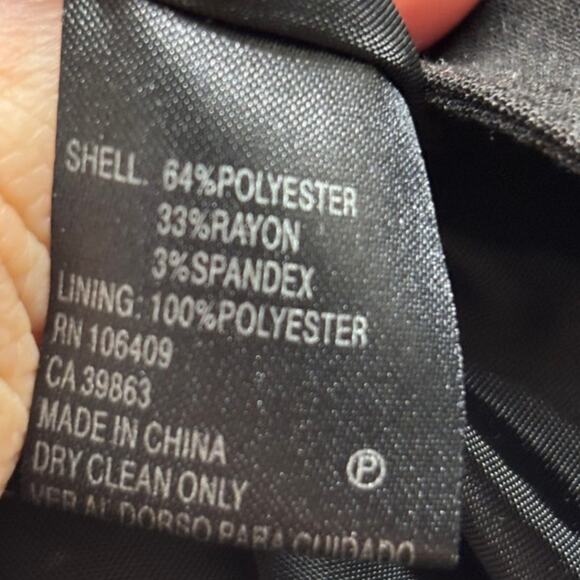 SHELL. 64%POLYESTER
33%RAYON
3%SPANDEX
LINING: 100%POLYESTER
RN 106409
CA 39863
MADE IN CHINA
DRY CLEAN ONLY
P
VER AL DORSO PARA CUIDADO